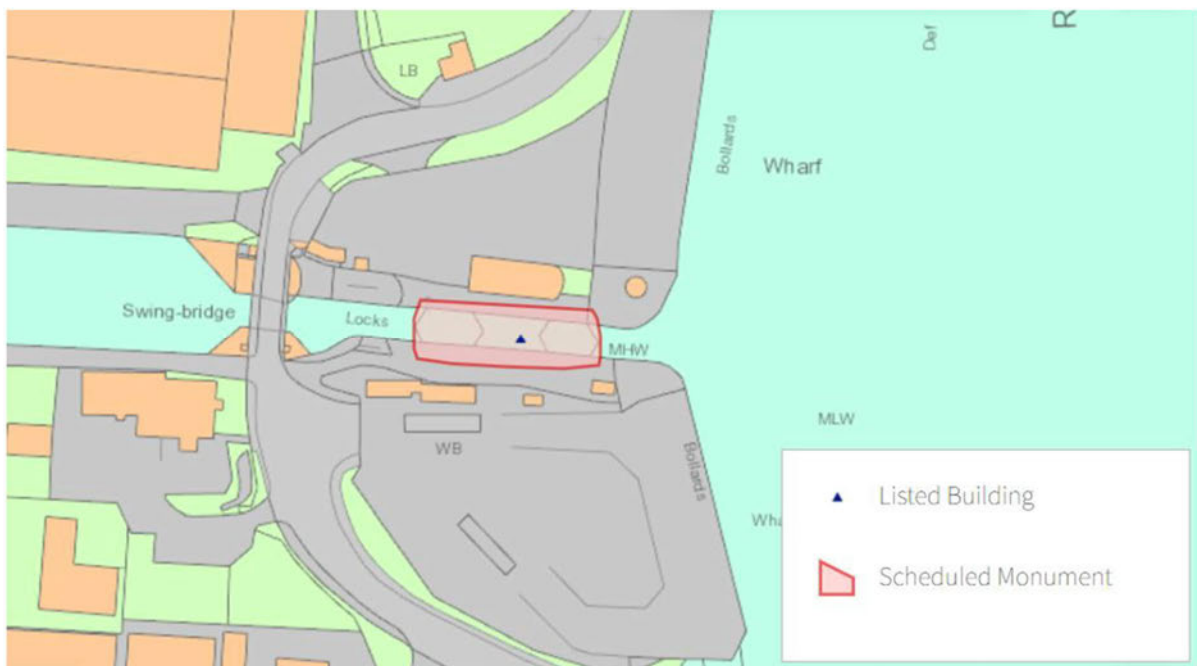 R
Def
LB
Bollards
Wharf
Swing-bridge
Locks
MHW
MLW
WB
Bollards
Listed Building
Scheduled Monument